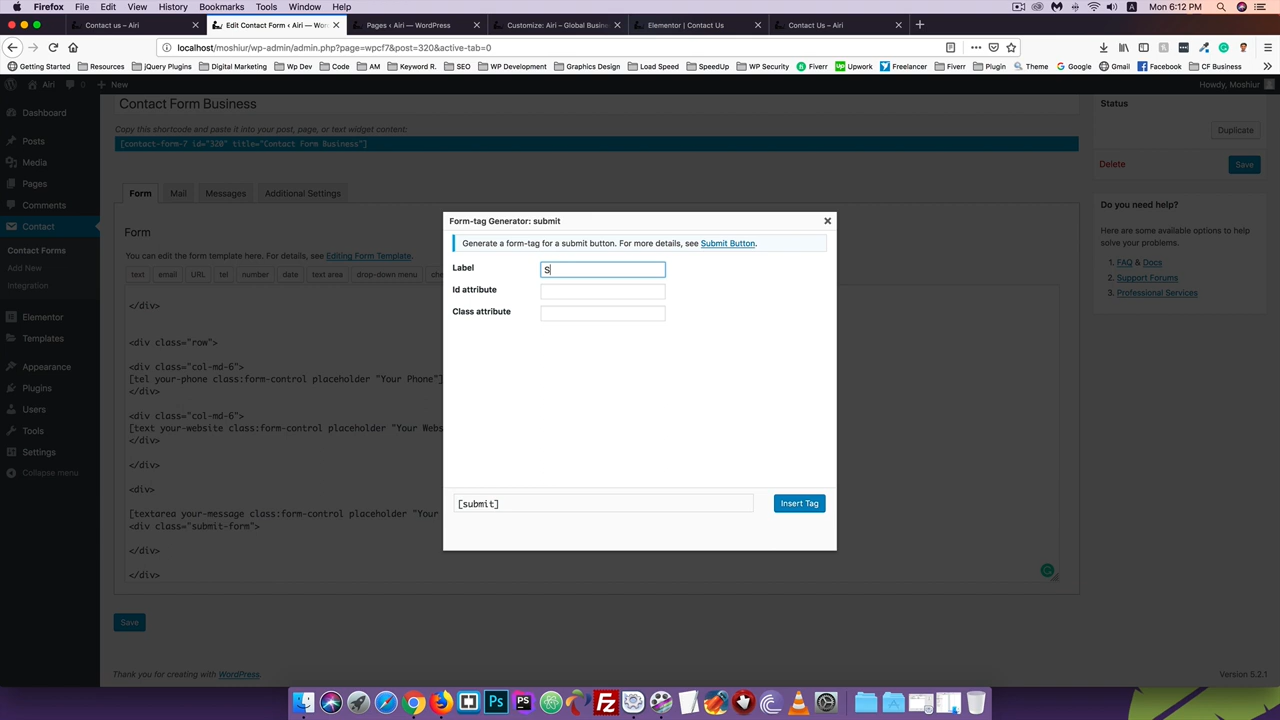 Firefox File Edit View History Bookmarks Tools Window Help
Mon 6:12 PM
Contact us – Airi
Edit Contact Form ‹ Airi — Wor
Pages ‹ Airi — WordPress
Customize: Airi – Global Busin
Elementor | Contact Us
Contact Us – Airi
localhost/moshiur/wp-admin/admin.php?page=wpcf7&post=320&active-tab=0
Getting Started Resources jQuery Plugins Digital Marketing Wp Dev Code AM Keyword R. SEO WP Development Graphics Design Load Speed SpeedUp WP Security Fiverr Upwork Freelancer Fiverr Plugin Theme Google Gmail Facebook CF Business
Airi 0 New
Howdy, Moshiur
Dashboard
Posts
Media
Pages
Comments
Contact
Contact Forms
Add New
Integration
Elementor
Templates
Appearance
Plugins
Users
Tools
Settings
Collapse menu
Contact Form Business
Copy this shortcode and paste it into your post, page, or text widget content:
[contact-form-7 id="320" title="Contact Form Business"]
Form Mail Messages Additional Settings
Form
You can edit the form template here. For details, see Editing Form Template.
text email URL tel number date text area drop-down menu che
</div>
<div class="row">
<div class="col-md-6">
[tel your-phone class:form-control placeholder "Your Phone"]
</div>
<div class="col-md-6">
[text your-website class:form-control placeholder "Your Webs
</div>
</div>
<div>
[textarea your-message class:form-control placeholder "Your
<div class="submit-form">
</div>
</div>
Save
Thank you for creating with WordPress.
Version 5.2.1
Form-tag Generator: submit
Generate a form-tag for a submit button. For more details, see Submit Button.
Label S
Id attribute
Class attribute
[submit]
Insert Tag
Status
Duplicate
Delete
Save
Do you need help?
Here are some available options to help
solve your problems.
1. FAQ & Docs
2. Support Forums
3. Professional Services